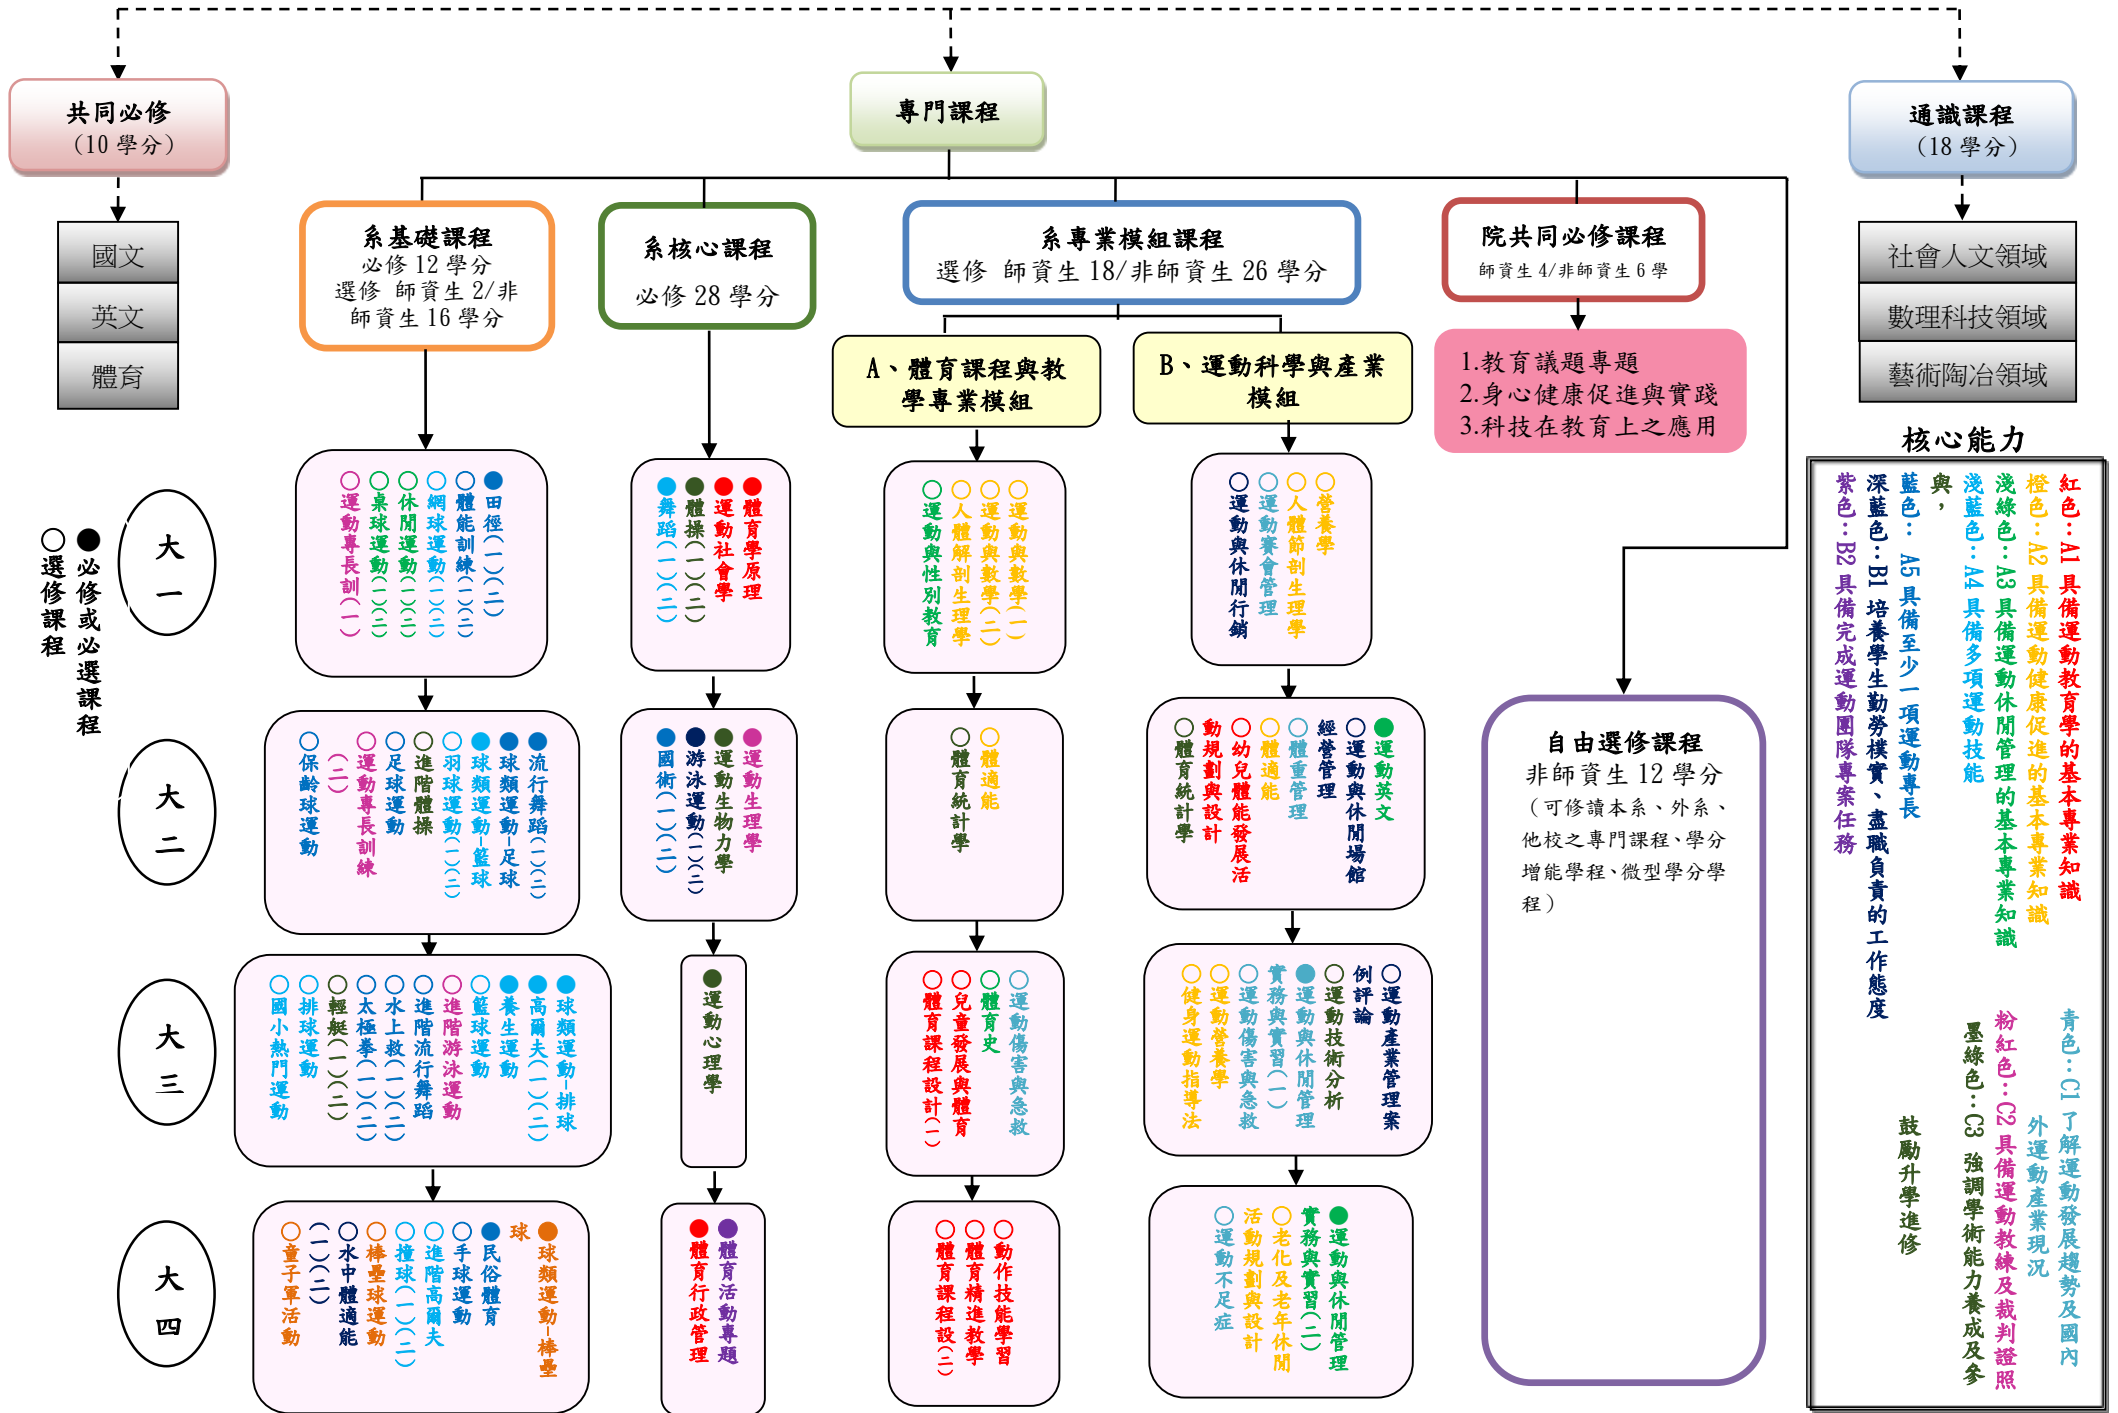 共同必修
（10 學分）
專門課程
通識課程
（18 學分）
國文
英文
體育
系基礎課程
必修 12 學分
選修 師資生 2/非
師資生 16 學分
系核心課程
必修 28 學分
系專業模組課程
選修 師資生 18/非師資生 26 學分
院共同必修課程
師資生 4/非師資生 6 學
社會人文領域
數理科技領域
藝術陶冶領域
A、體育課程與教
學專業模組
B、運動科學與產業
模組
1.教育議題專題
2.身心健康促進與實踐
3.科技在教育上之應用
●必修或必選課程
○選修課程
大一
●田徑(一)(二)
○體能訓練(一)(二)
○網球運動(一)(二)
○休閒運動(一)(二)
○桌球運動(一)(二)
○運動專長訓(一)
●體育學原理
●運動社會學
●體操(一)(二)
●舞蹈(一)(二)
○運動與數學(一)
○運動與數學(二)
○人體解剖生理學
○運動與性別教育
○營養學
○人體節剖生理學
○運動賽會管理
○運動與休閒行銷
大二
●流行舞蹈(一)(二)
●球類運動-足球
●球類運動-籃球
○羽球運動(一)(二)
○進階體操
○足球運動
○運動專長訓練
(二)
○保齡球運動
●運動生理學
●運動生物力學
●游泳運動(一)(二)
●國術(一)(二)
○體適能
○體育統計學
●運動英文
○運動與休閒場館
經營管理
○體重管理
○體適能
○幼兒體能發展活
動規劃與設計
○體育統計學
大三
●球類運動-排球
●高爾夫(一)(二)
●養生運動
○籃球運動
○進階游泳運動
○進階流行舞蹈
○水上救(一)(二)
○太極拳(一)(二)
○輕艇(一)(二)
○排球運動
○國小熱門運動
●運動心理學
○運動傷害與急救
○體育史
○兒童發展與體育
○體育課程設計(一)
○運動產業管理案
例評論
○運動技術分析
●運動與休閒管理
實務與實習(一)
○運動傷害與急救
○運動營養學
○健身運動指導法
大四
●球類運動-棒壘
球
●民俗體育
○手球運動
○進階高爾夫
○撞球(一)(二)
○棒壘球運動
○水中體適能
(一)(二)
○童子軍活動
●體育活動專題
●體育行政管理
○動作技能學習
○體育精進教學
○體育課程設(二)
●運動與休閒管理
實務與實習(二)
○老化及老年休閒
活動規劃與設計
○運動不足症
自由選修課程
非師資生 12 學分
（可修讀本系、外系、
他校之專門課程、學分
增能學程、微型學分學
程）
核心能力
紅色：A1 具備運動教育學的基本專業知識
橙色：A2 具備運動健康促進的基本專業知識
淺綠色：A3 具備運動休閒管理的基本專業知識
淺藍色：A4 具備多項運動技能
與，
藍色： A5 具備至少一項運動專長
深藍色：B1 培養學生勤勞樸實、盡職負責的工作態度
紫色：B2 具備完成運動團隊專案任務
青色：C1 了解運動發展趨勢及國內
外運動產業現況
粉紅色：C2 具備運動教練及裁判證照
墨綠色：C3 強調學術能力養成及參
鼓勵升學進修